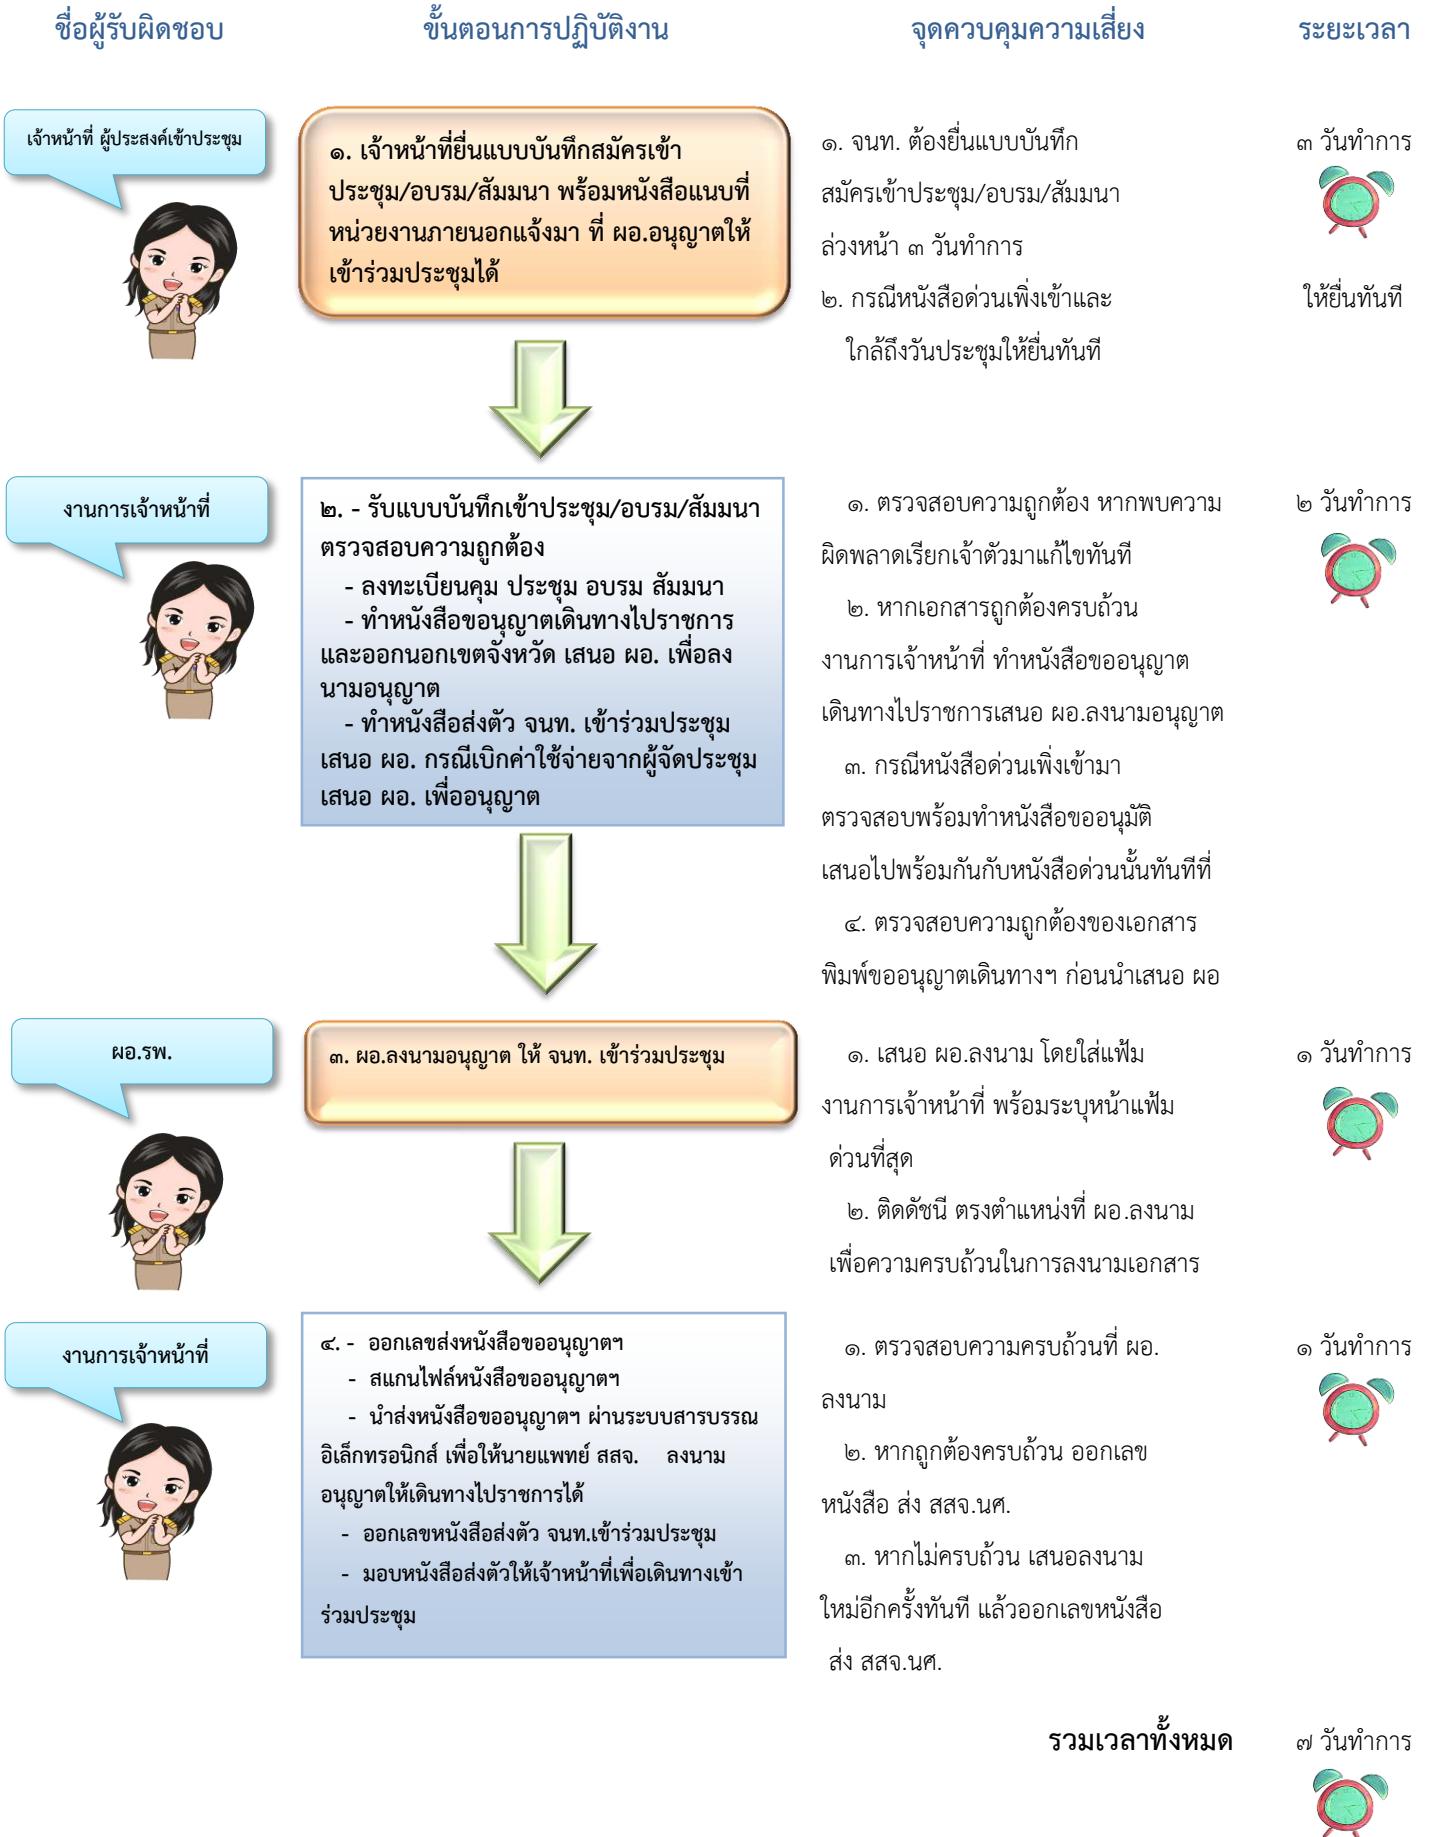 ชื่อผู้รับผิดชอบ
ขั้นตอนการปฏิบัติงาน
จุดควบคุมความเสี่ยง
ระยะเวลา
เจ้าหน้าที่ ผู้ประสงค์เข้าประชุม
๑. เจ้าหน้าที่ยื่นแบบบันทึกสมัครเข้า
ประชุม/อบรม/สัมมนา พร้อมหนังสือแนบที่
หน่วยงานภายนอกแจ้งมา ที่ ผอ.อนุญาตให้
เข้าร่วมประชุมได้
๑. จนท. ต้องยื่นแบบบันทึก
สมัครเข้าประชุม/อบรม/สัมมนา
ล่วงหน้า ๓ วันทำการ
๒. กรณีหนังสือด่วนเพิ่งเข้าและ
ใกล้ถึงวันประชุมให้ยื่นทันที
๓ วันทำการ
ให้ยื่นทันที
งานการเจ้าหน้าที่
๒. - รับแบบบันทึกเข้าประชุม/อบรม/สัมมนา
ตรวจสอบความถูกต้อง
- ลงทะเบียนคุม ประชุม อบรม สัมมนา
- ทำหนังสือขอนุญาตเดินทางไปราชการ
และออกนอกเขตจังหวัด เสนอ ผอ. เพื่อลง
นามอนุญาต
- ทำหนังสือส่งตัว จนท. เข้าร่วมประชุม
เสนอ ผอ. กรณีเบิกค่าใช้จ่ายจากผู้จัดประชุม
เสนอ ผอ. เพื่ออนุญาต
๑. ตรวจสอบความถูกต้อง หากพบความ
ผิดพลาดเรียกเจ้าตัวมาแก้ไขทันที
๒. หากเอกสารถูกต้องครบถ้วน
งานการเจ้าหน้าที่ ทำหนังสือขออนุญาต
เดินทางไปราชการเสนอ ผอ.ลงนามอนุญาต
๓. กรณีหนังสือด่วนเพิ่งเข้ามา
ตรวจสอบพร้อมทำหนังสือขออนุมัติ
เสนอไปพร้อมกันกับหนังสือด่วนนั้นทันทีที่
๔. ตรวจสอบความถูกต้องของเอกสาร
พิมพ์ขออนุญาตเดินทางฯ ก่อนนำเสนอ ผอ
๒ วันทำการ
ผอ.รพ.
๓. ผอ.ลงนามอนุญาต ให้ จนท. เข้าร่วมประชุม
๑. เสนอ ผอ.ลงนาม โดยใส่แฟ้ม
งานการเจ้าหน้าที่ พร้อมระบุหน้าแฟ้ม
ด่วนที่สุด
๒. ติดดัชนี ตรงตำแหน่งที่ ผอ.ลงนาม
เพื่อความครบถ้วนในการลงนามเอกสาร
๑ วันทำการ
งานการเจ้าหน้าที่
๔. - ออกเลขส่งหนังสือขออนุญาตฯ
- สแกนไฟล์หนังสือขออนุญาตฯ
- นำส่งหนังสือขออนุญาตฯ ผ่านระบบสารบรรณ
อิเล็กทรอนิกส์ เพื่อให้นายแพทย์ สสจ. ลงนาม
อนุญาตให้เดินทางไปราชการได้
- ออกเลขหนังสือส่งตัว จนท.เข้าร่วมประชุม
- มอบหนังสือส่งตัวให้เจ้าหน้าที่เพื่อเดินทางเข้า
ร่วมประชุม
๑. ตรวจสอบความครบถ้วนที่ ผอ.
ลงนาม
๒. หากถูกต้องครบถ้วน ออกเลข
หนังสือ ส่ง สสจ.นศ.
๓. หากไม่ครบถ้วน เสนอลงนาม
ใหม่อีกครั้งทันที แล้วออกเลขหนังสือ
ส่ง สสจ.นศ.
๑ วันทำการ
รวมเวลาทั้งหมด
๗ วันทำการ